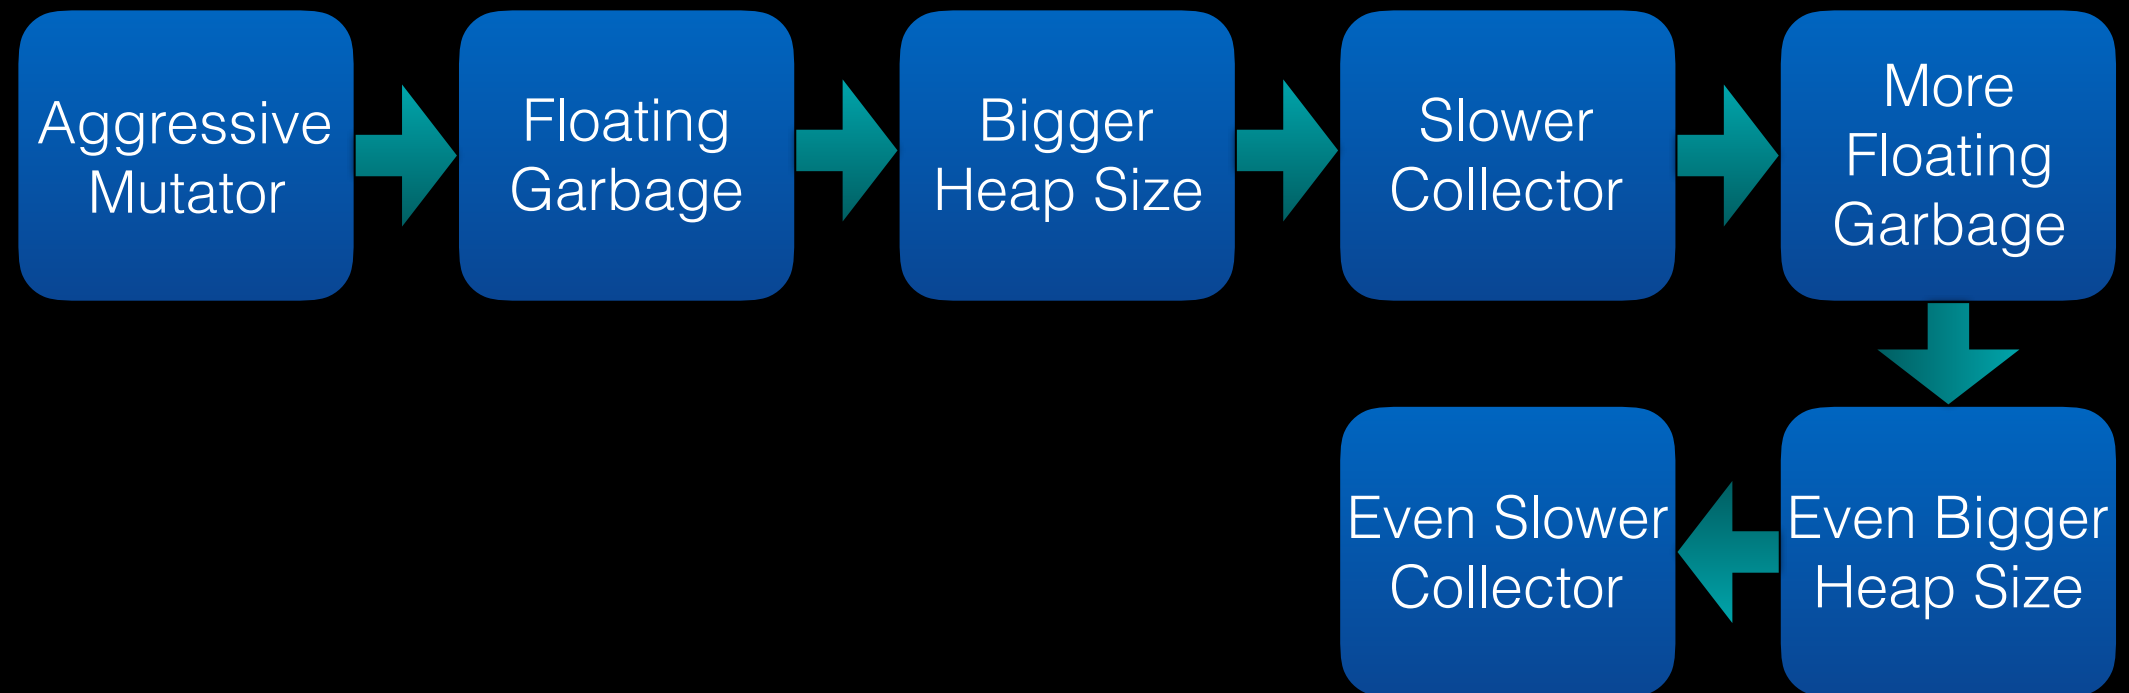 Aggressive
Mutator
Floating
Garbage
Bigger
Heap Size
Slower
Collector
More
Floating
Garbage
Even Bigger
Heap Size
Even Slower
Collector